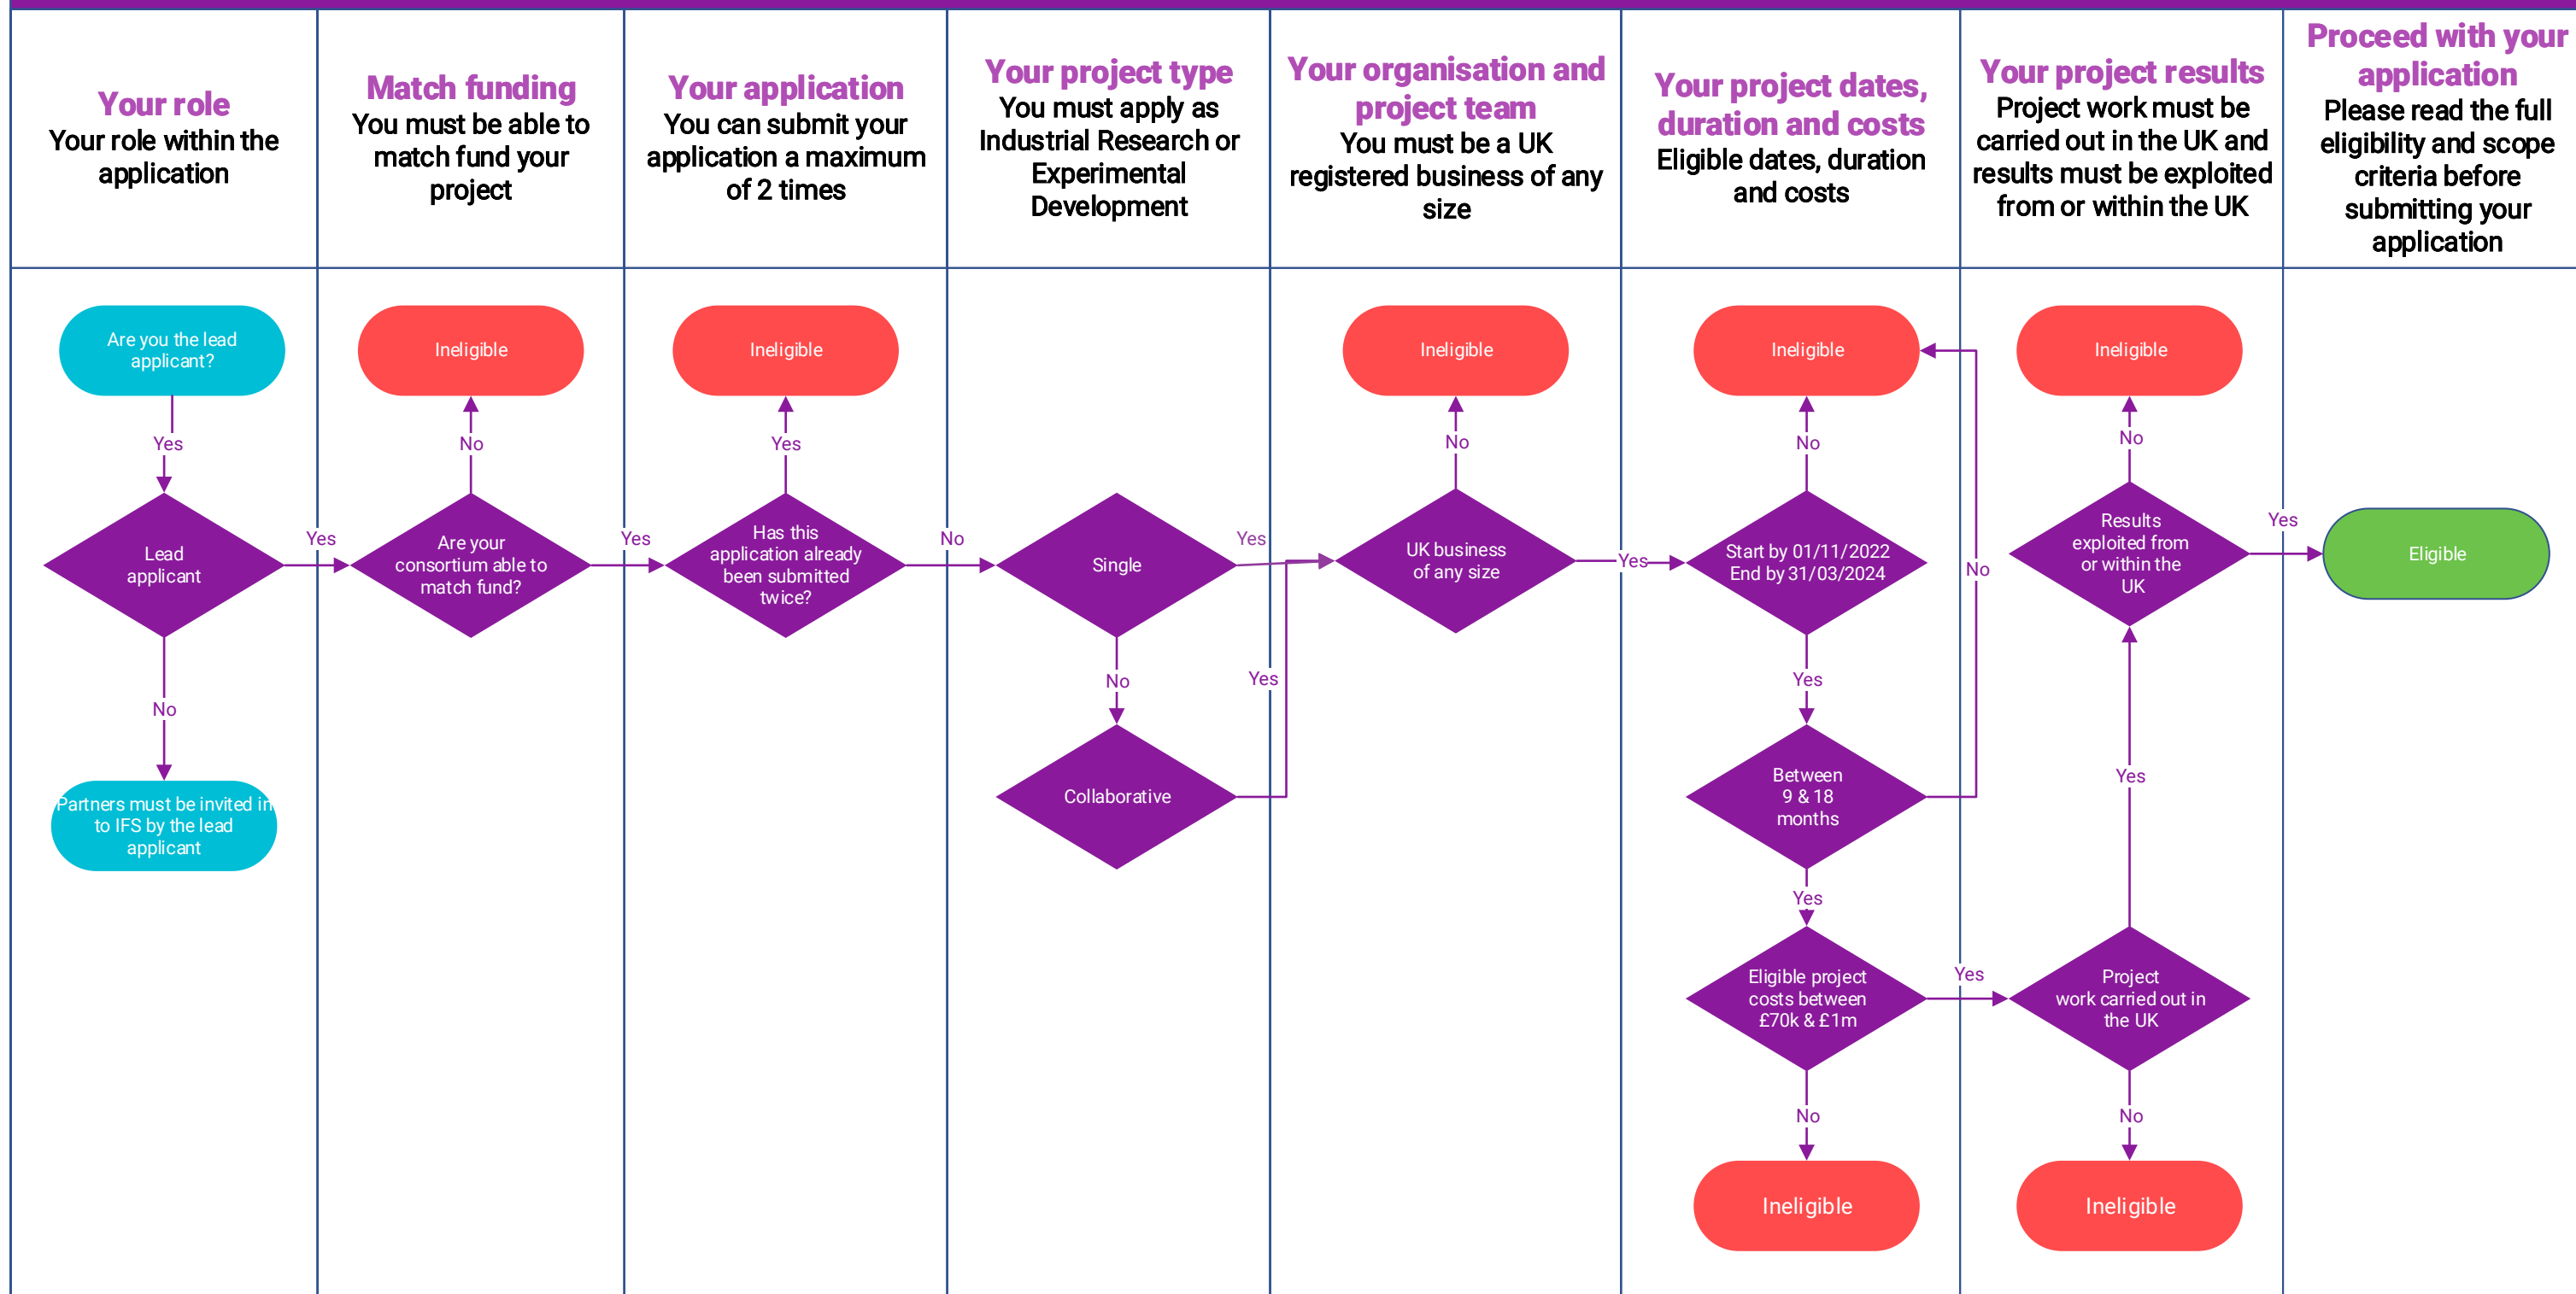 Your role
Your role within the
application
Match funding
You must be able to
match fund your
project
Your application
You can submit your
application a maximum
of 2 times
Your project type
You must apply as
Industrial Research or
Experimental
Development
Your organisation and
project team
You must be a UK
registered business of any
size
Your project dates,
duration and costs
Eligible dates, duration
and costs
Your project results
Project work must be
carried out in the UK and
results must be exploited
from or within the UK
Proceed with your
application
Please read the full
eligibility and scope
criteria before
submitting your
application
Are you the lead
applicant?
Yes
Lead
applicant
Yes
No
Partners must be invited in
to IFS by the lead
applicant
Ineligible
No
Are your
consortium able to
match fund?
Yes
Ineligible
Yes
Has this
application already
been submitted
twice?
No
Single
Yes
No
Collaborative
Yes
Ineligible
No
UK business
of any size
Yes
Ineligible
No
Start by 01/11/2022
End by 31/03/2024
Yes
Between
9 & 18
months
No
Yes
Eligible project
costs between
£70k & £1m
Yes
No
Ineligible
Ineligible
No
Results
exploited from
or within the
UK
Yes
Yes
Project
work carried out in
the UK
No
Ineligible
Eligible